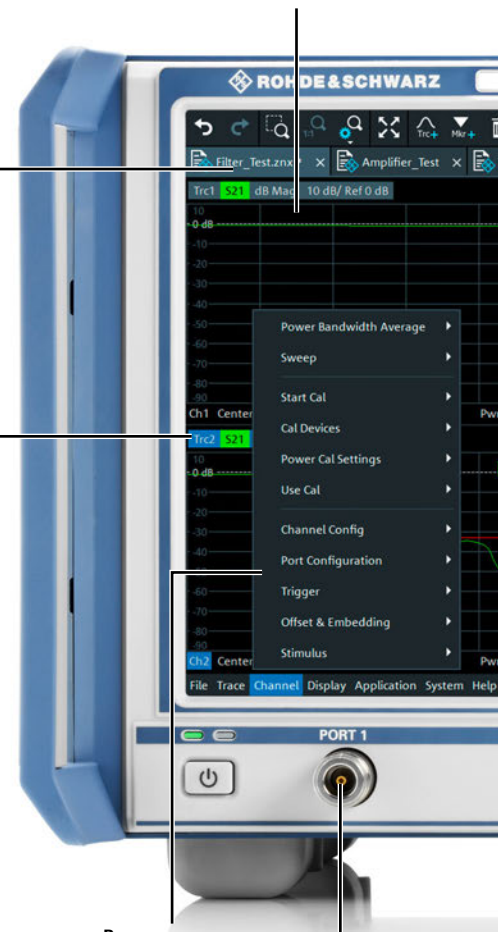 ROHDE&SCHWARZ
1:1 Trc+ Mkr+
Filter_Test.znx* × Amplifier_Test ×
Trc1 S21 dB Mag 10 dB/ Ref 0 dB
10
0 dB
-10
-20
-30
-40
-50
-60
-70
-80
-90
Ch1 Center Pwr
Trc2 S21
10
0 dB
-10
-20
-30
-40
-60
-70
-80
-90
Ch2 Center Pwr
Power Bandwidth Average
Sweep
Start Cal
Cal Devices
Power Cal Settings
Use Cal
Channel Config
Port Configuration
Trigger
Offset & Embedding
Stimulus
File Trace Channel Display Application System Help
PORT 1